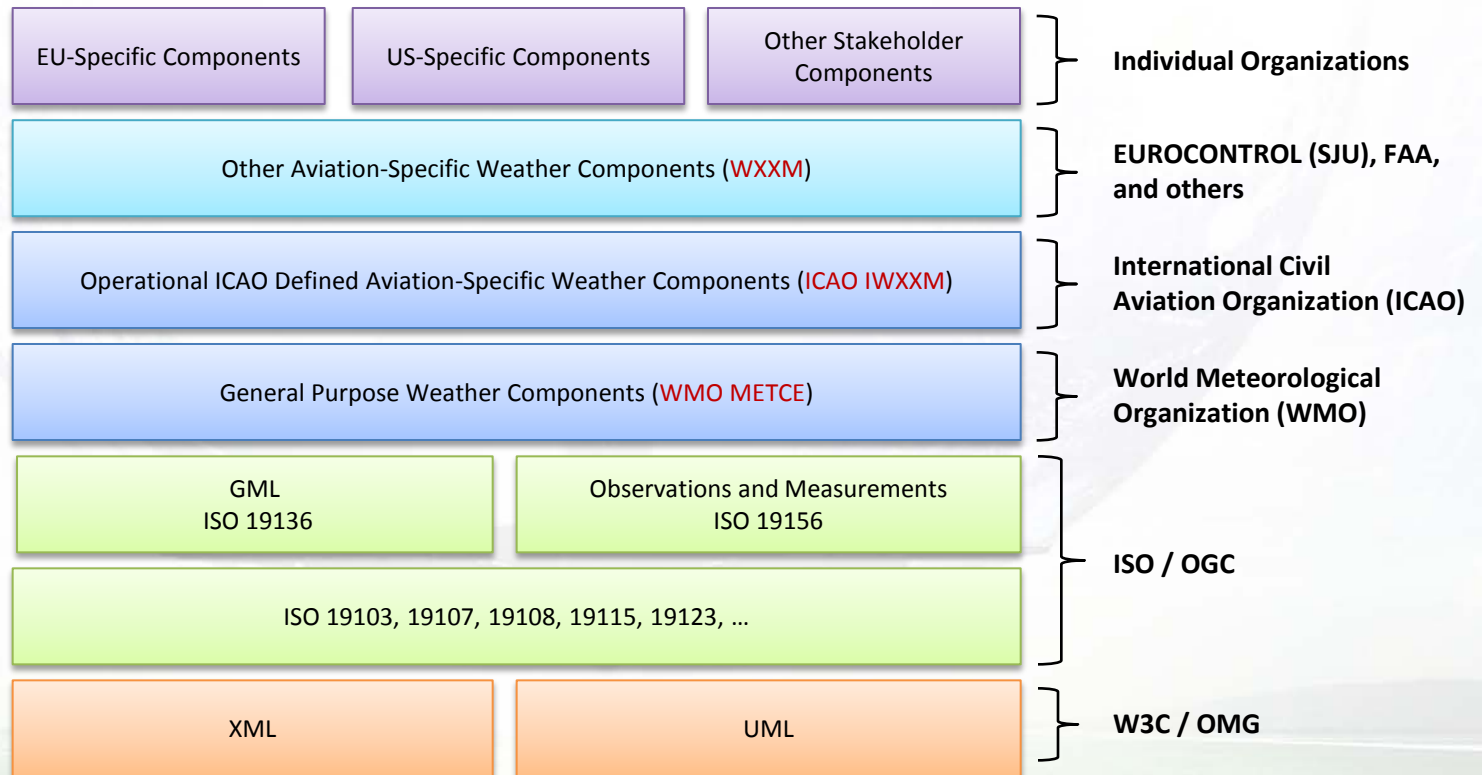 EU-Specific Components
US-Specific Components
Other Stakeholder
Components
Individual Organizations
Other Aviation-Specific Weather Components (WXXM)
EUROCONTROL (SJU), FAA,
and others
Operational ICAO Defined Aviation-Specific Weather Components (ICAO IWXXM)
International Civil
Aviation Organization (ICAO)
General Purpose Weather Components (WMO METCE)
World Meteorological
Organization (WMO)
GML
ISO 19136
Observations and Measurements
ISO 19156
ISO 19103, 19107, 19108, 19115, 19123, …
ISO / OGC
XML
UML
W3C / OMG